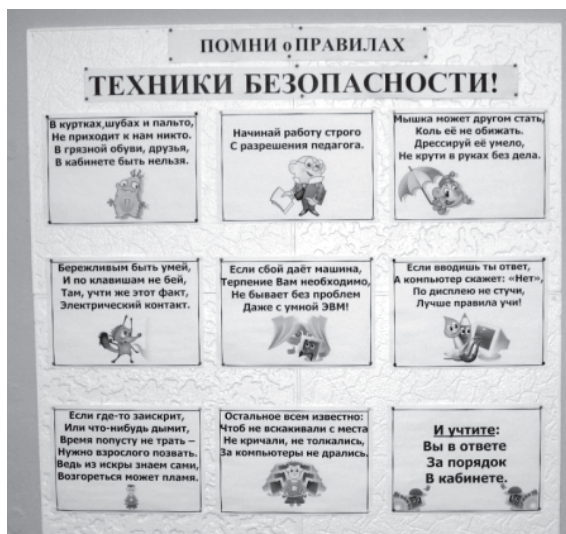 ПОМНИ о ПРАВИЛАХ
ТЕХНИКИ БЕЗОПАСНОСТИ!
В куртках,шубах и пальто,
Не приходит к нам никто.
В грязной обуви, друзья,
В кабинете быть нельзя.
Начинай работу строго
С разрешения педагога.
Мышка может другом стать,
Коль её не обижать.
Дрессируй её умело,
Не крути в руках без дела.
Бережливым быть умей,
И по клавишам не бей,
Там, учти же этот факт,
Электрический контакт.
Если сбой даёт машина,
Терпение Вам необходимо,
Не бывает без проблем
Даже с умной ЭВМ!
Если вводишь ты ответ,
А компьютер скажет: «Нет»,
По дисплею не стучи,
Лучше правила учи!
Если где-то заискрит,
Или что-нибудь дымит,
Время попусту не трать –
Нужно взрослого позвать.
Ведь из искры знаем сами,
Возгореться может пламя.
Остальное всем известно:
Чтоб не вскакивали с места
Не кричали, не толкались,
За компьютеры не дрались.
И учтите:
Вы в ответе
За порядок
В кабинете.